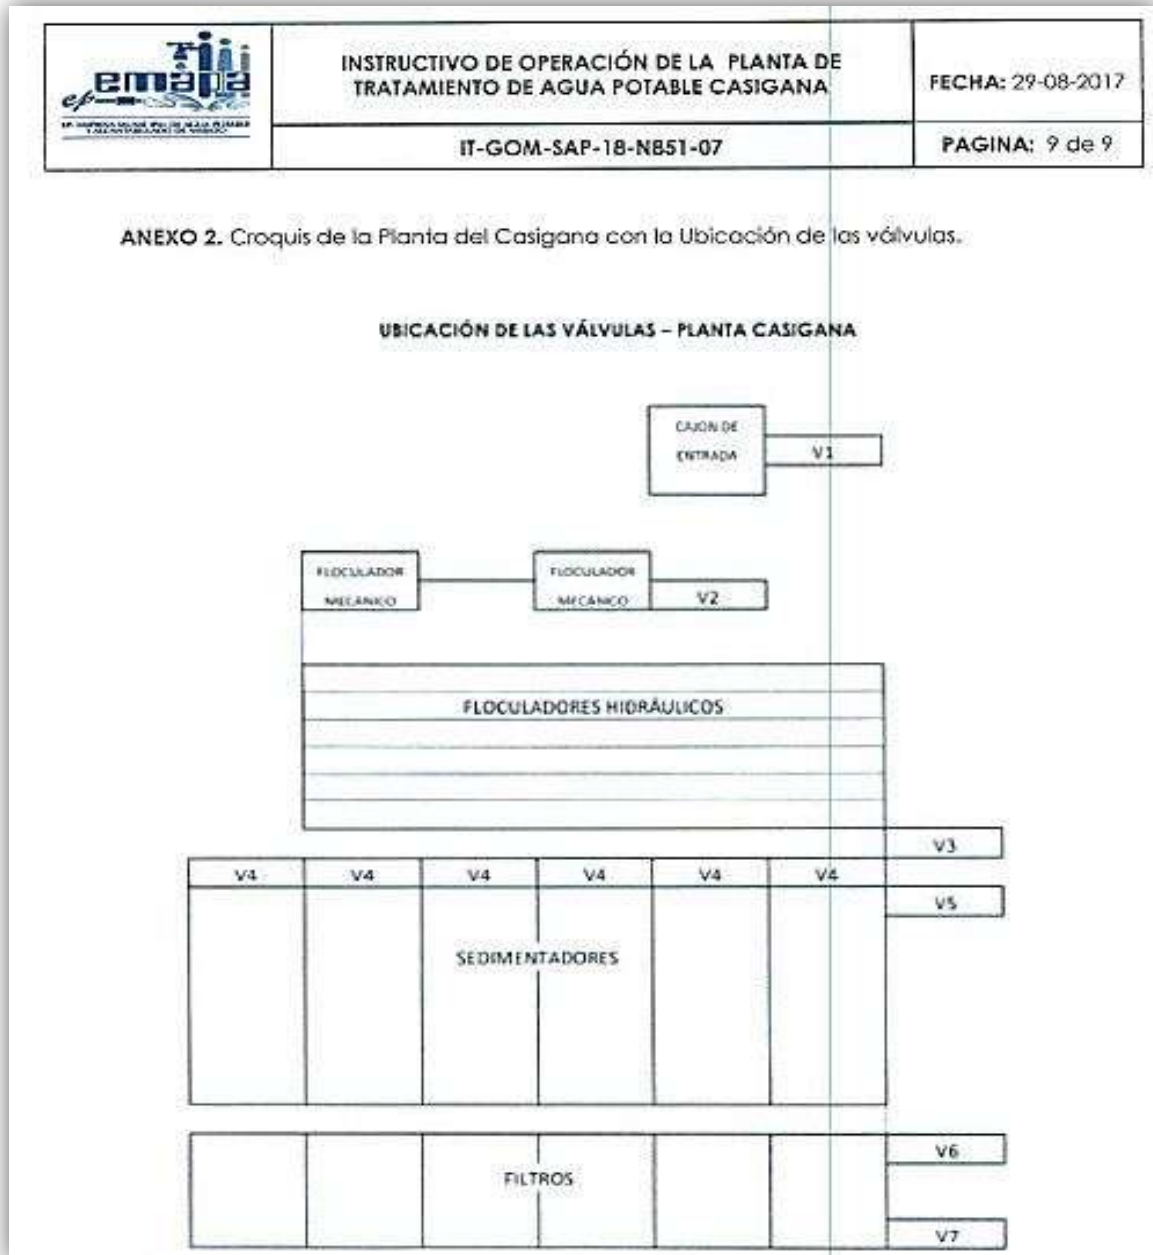 emapa
ep
INSTRUCTIVO DE OPERACIÓN DE LA PLANTA DE
TRATAMIENTO DE AGUA POTABLE CASIGANA
FECHA: 29-08-2017
IT-GOM-SAP-18-N851-07
PAGINA: 9 de 9
ANEXO 2. Croquis de la Planta del Casigana con la Ubicación de las válvulas.
UBICACIÓN DE LAS VÁLVULAS – PLANTA CASIGANA
CAJON DE
ENTRADA
V1
FLOCULADOR
MECÁNICO
FLOCULADOR
MECANICO
V2
FLOCULADORES HIDRÁULICOS
V3
V4 V4 V4 V4 V4 V4
V5
SEDIMENTADORES
V6
FILTROS
V7